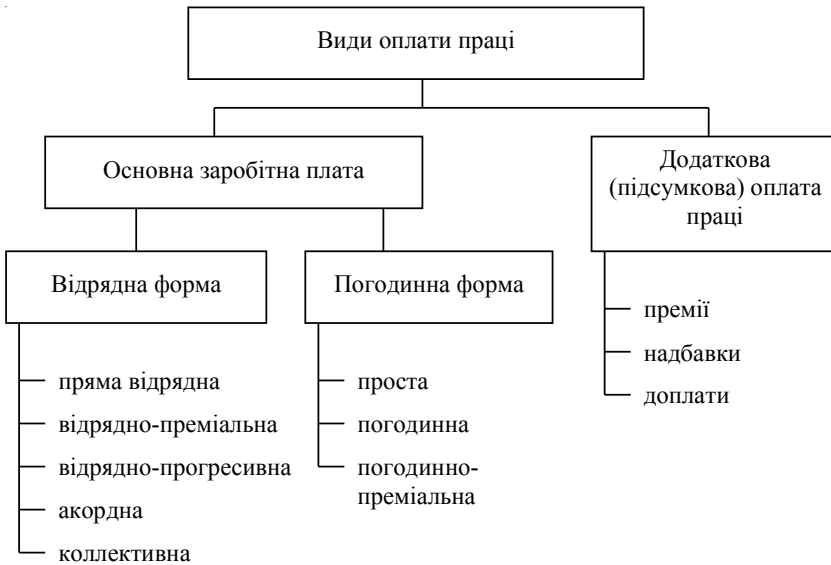 Види оплати праці
Основна заробітна плата
Додаткова
(підсумкова) оплата
праці
Відрядна форма
Погодинна форма
пряма відрядна
відрядно-преміальна
відрядно-прогресивна
акордна
коллективна
проста
погодинна
погодинно-
преміальна
премії
надбавки
доплати